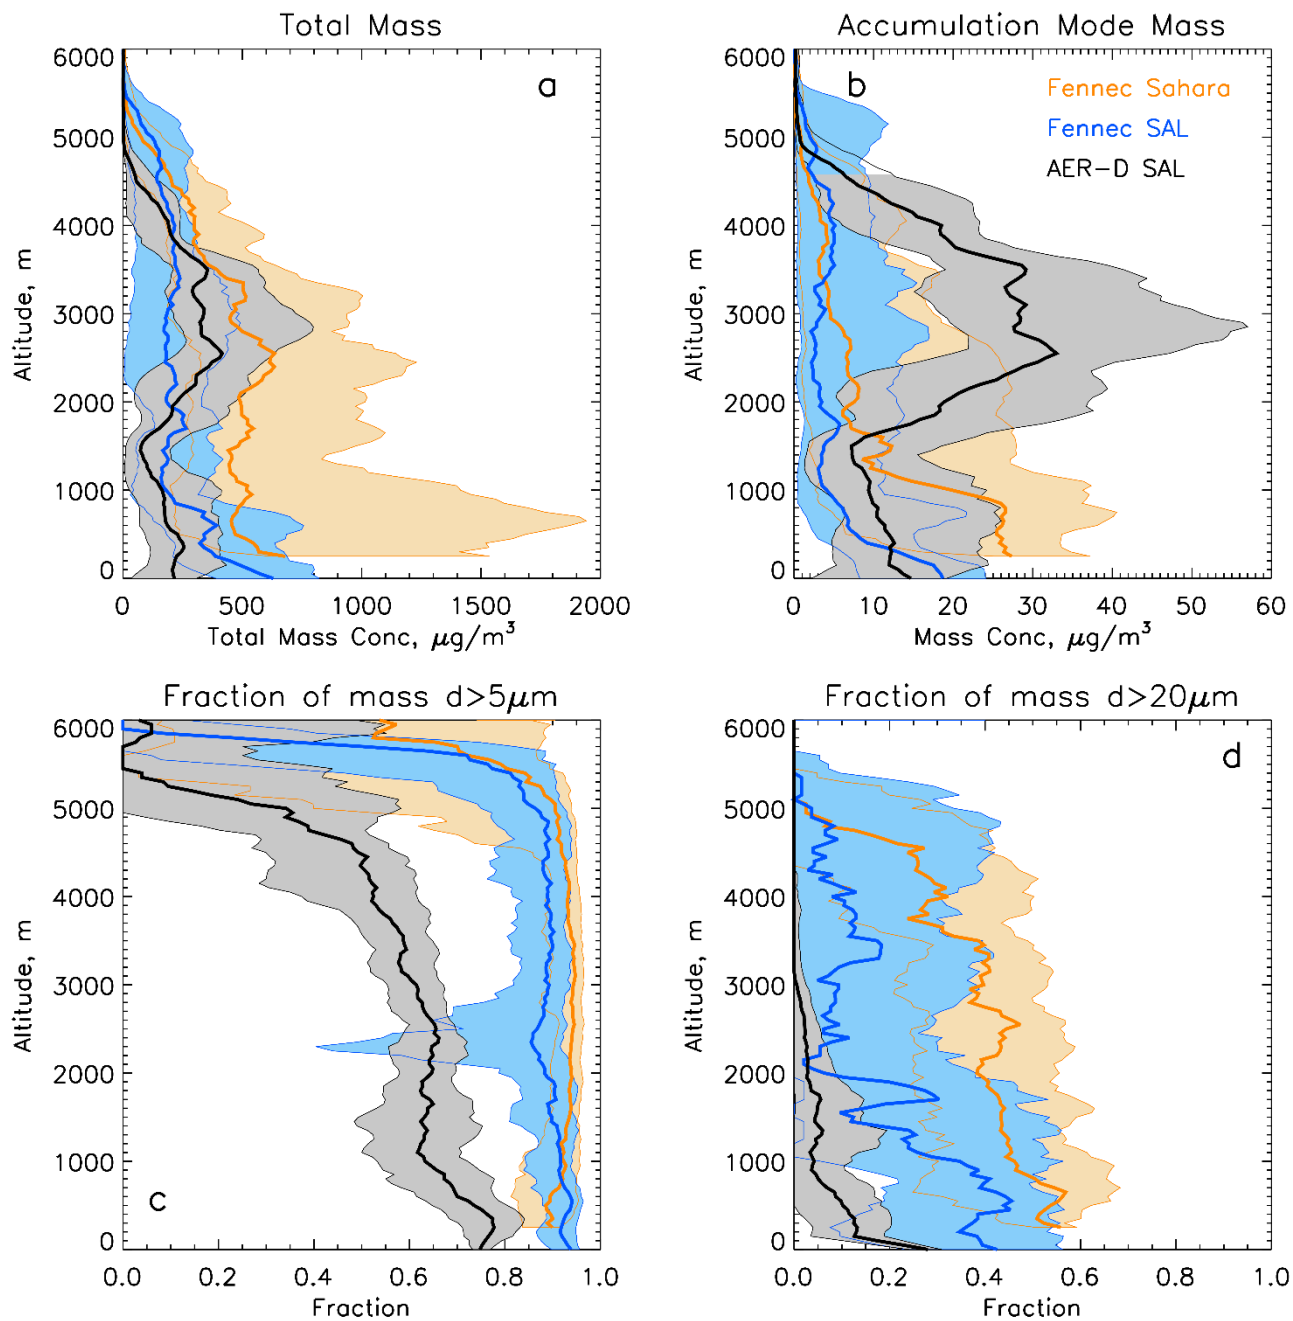 Total Mass
a
6000
5000
4000
3000
2000
1000
0
Altitude, m
0 500 1000 1500 2000
Total Mass Conc, μg/m³
Accumulation Mode Mass
b
Fennec Sahara
Fennec SAL
AER-D SAL
6000
5000
4000
3000
2000
1000
0
Altitude, m
0 10 20 30 40 50 60
Mass Conc, μg/m³
Fraction of mass d>5μm
c
6000
5000
4000
3000
2000
1000
0
Altitude, m
0.0 0.2 0.4 0.6 0.8 1.0
Fraction
Fraction of mass d>20μm
d
6000
5000
4000
3000
2000
1000
0
Altitude, m
0.0 0.2 0.4 0.6 0.8 1.0
Fraction